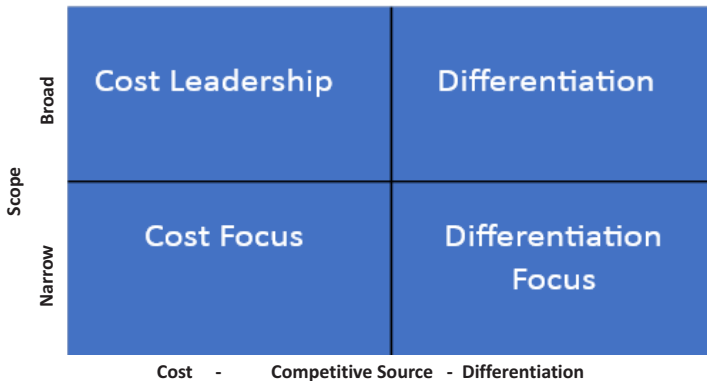 Broad
Cost Leadership
Differentiation
Scope
Narrow
Cost Focus
Differentiation
Focus
Cost - Competitive Source - Differentiation